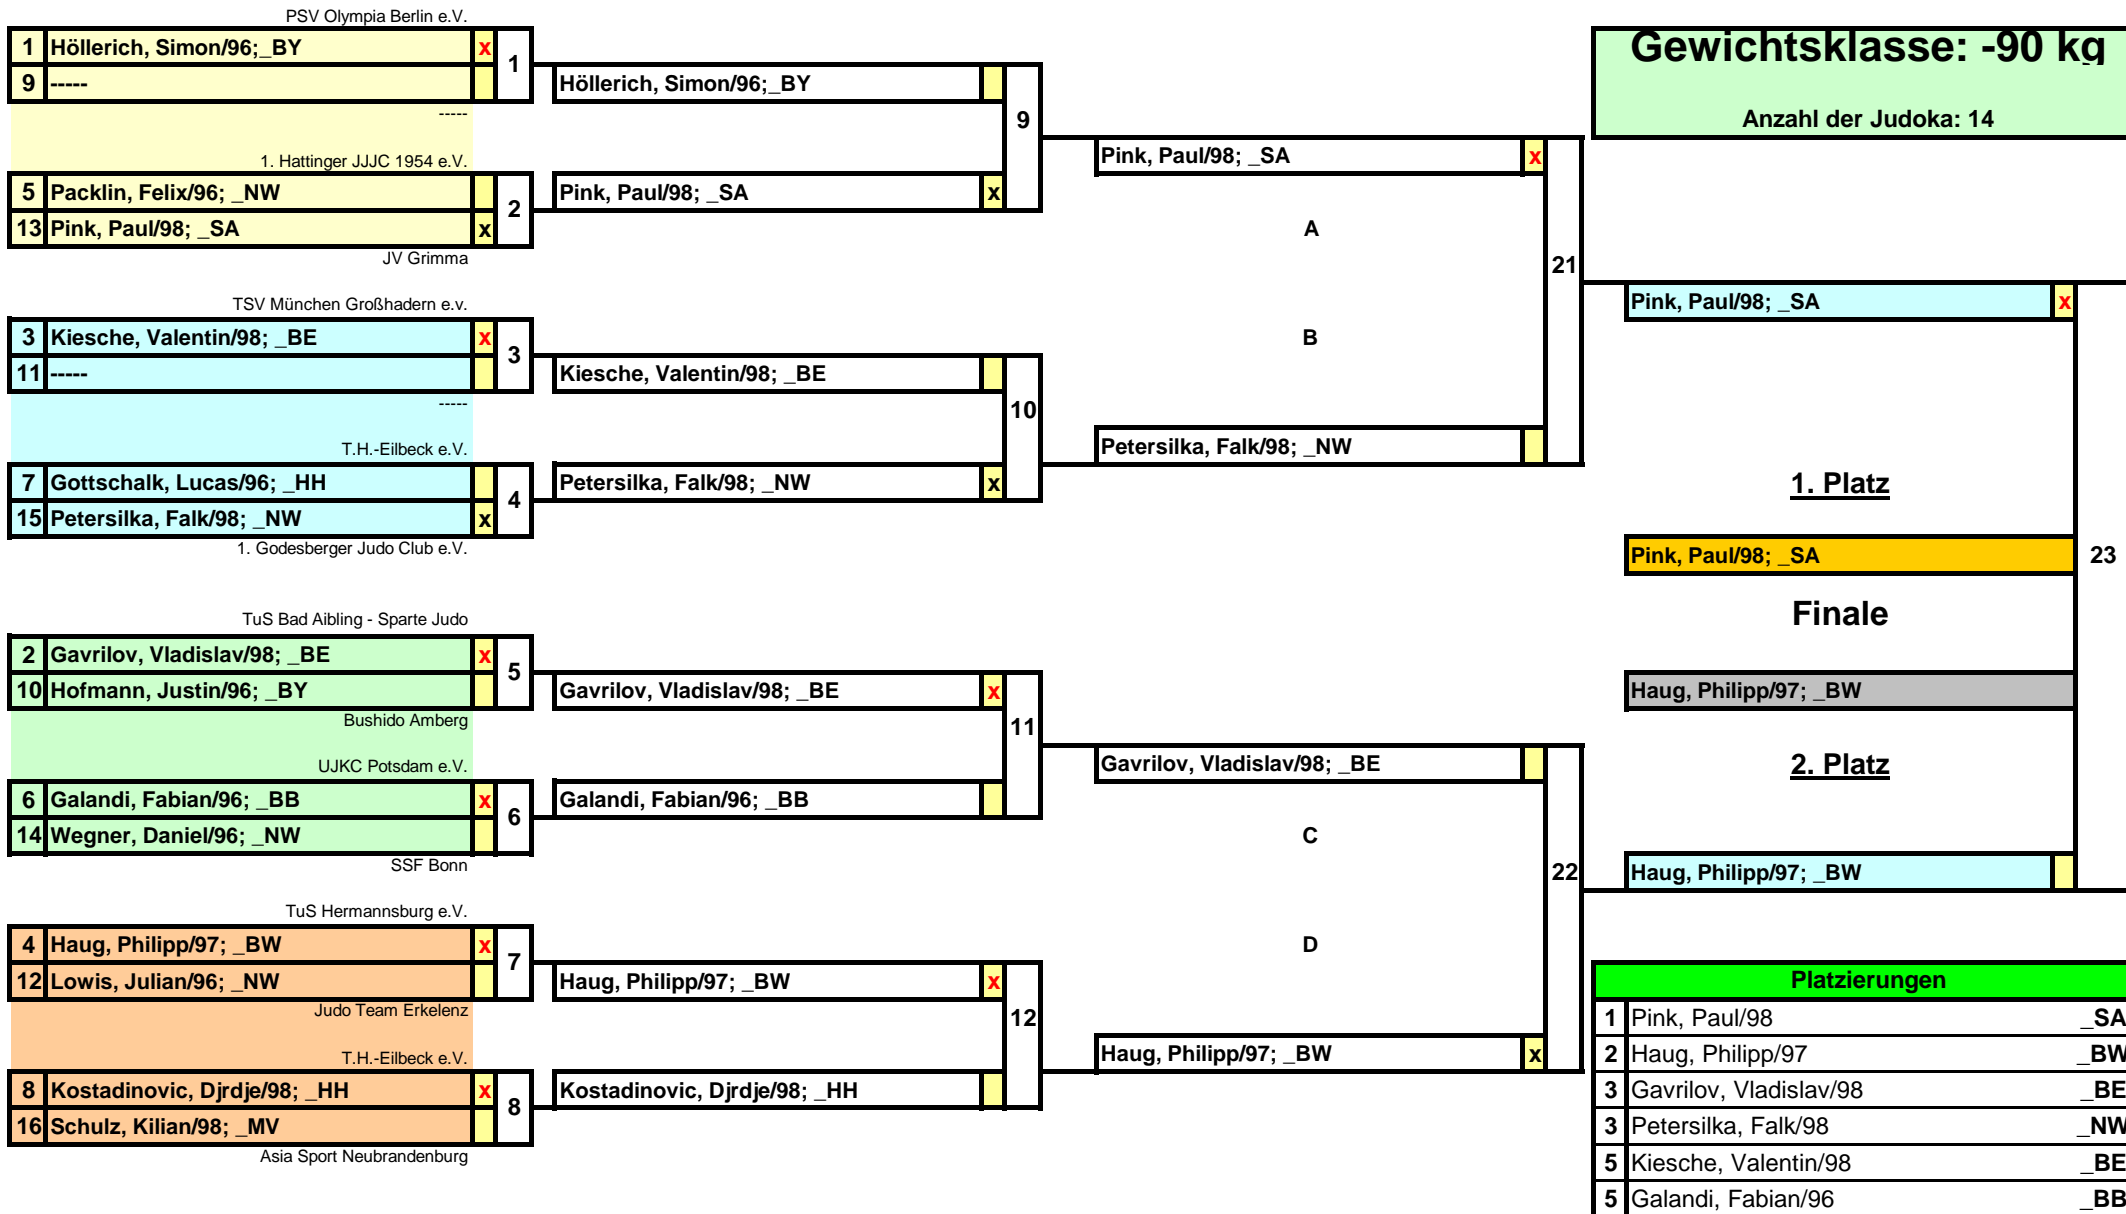 PSV Olympia Berlin e.V.
1 Höllerich, Simon/96;_BY x
1
9 -----
-----
1. Hattinger JJJC 1954 e.V.
5 Packlin, Felix/96; _NW
2
13 Pink, Paul/98; _SA x
JV Grimma
TSV München Großhadern e.v.
3 Kiesche, Valentin/98; _BE x
3
11 -----
-----
T.H.-Eilbeck e.V.
7 Gottschalk, Lucas/96; _HH
4
15 Petersilka, Falk/98; _NW x
1. Godesberger Judo Club e.V.
TuS Bad Aibling - Sparte Judo
2 Gavrilov, Vladislav/98; _BE x
5
10 Hofmann, Justin/96; _BY
Bushido Amberg
UJKC Potsdam e.V.
6 Galandi, Fabian/96; _BB x
6
14 Wegner, Daniel/96; _NW
SSF Bonn
TuS Hermannsburg e.V.
4 Haug, Philipp/97; _BW x
7
12 Lowis, Julian/96; _NW
Judo Team Erkelenz
T.H.-Eilbeck e.V.
8 Kostadinovic, Djrdje/98; _HH x
8
16 Schulz, Kilian/98; _MV
Asia Sport Neubrandenburg
Höllerich, Simon/96;_BY
9
Pink, Paul/98; _SA x
Kiesche, Valentin/98; _BE
10
Petersilka, Falk/98; _NW x
Gavrilov, Vladislav/98; _BE x
11
Galandi, Fabian/96; _BB
Haug, Philipp/97; _BW x
12
Kostadinovic, Djrdje/98; _HH
Pink, Paul/98; _SA x
A
21
B
Petersilka, Falk/98; _NW
Gavrilov, Vladislav/98; _BE
C
22
D
Haug, Philipp/97; _BW x
Gewichtsklasse: -90 kg
Anzahl der Judoka: 14
Pink, Paul/98; _SA x
1. Platz
Pink, Paul/98; _SA
23
Finale
Haug, Philipp/97; _BW
2. Platz
Haug, Philipp/97; _BW
Platzierungen
1 Pink, Paul/98 _SA
2 Haug, Philipp/97 _BW
3 Gavrilov, Vladislav/98 _BE
3 Petersilka, Falk/98 _NW
5 Kiesche, Valentin/98 _BE
5 Galandi, Fabian/96 _BB